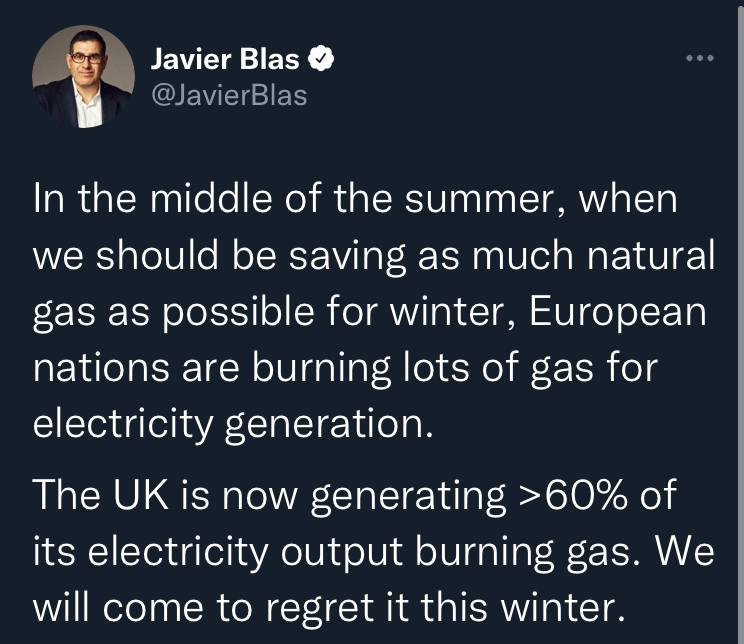 Javier Blas
@JavierBlas
In the middle of the summer, when
we should be saving as much natural
gas as possible for winter, European
nations are burning lots of gas for
electricity generation.
The UK is now generating >60% of
its electricity output burning gas. We
will come to regret it this winter.